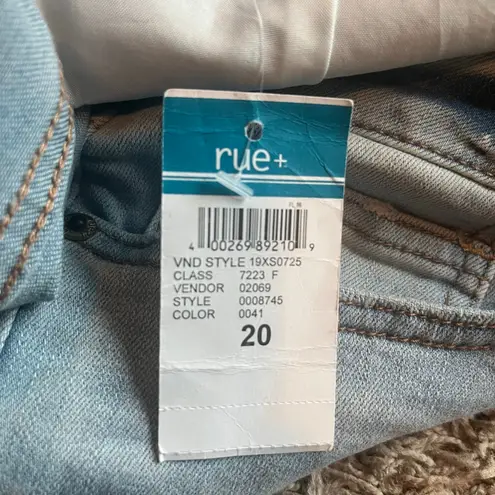 rue+
4 00269 89210 9
VND STYLE 19XS0725
CLASS 7223 F
VENDOR 02069
STYLE 0008745
COLOR 0041
20